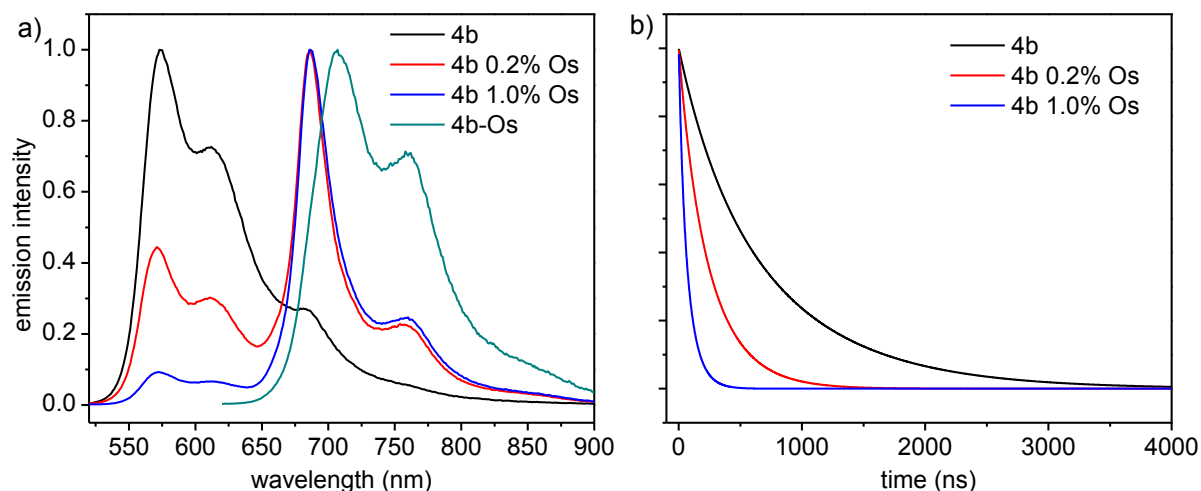 a)
4b
4b 0.2% Os
4b 1.0% Os
4b-Os
1.0
0.8
0.6
0.4
0.2
0.0
emission intensity
550 600 650 700 750 800 850 900
wavelength (nm)
b)
4b
4b 0.2% Os
4b 1.0% Os
0 1000 2000 3000 4000
time (ns)